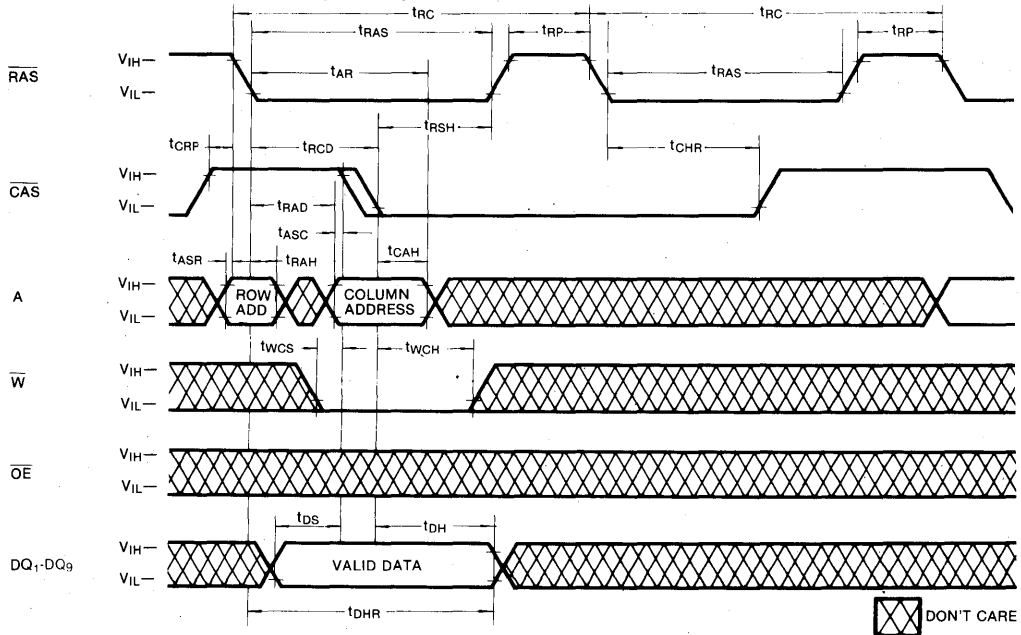 tRC
tRC
tRAS
tRP
tRP
RAS
VIH
VIL
tAR
tRAS
tRSH
tCRP
tRCD
tCHR
CAS
VIH
VIL
tRAD
tASC
tCAH
tASR
tRAH
A
VIH
VIL
ROW
ADD
COLUMN
ADDRESS
tWCS
tWCH
W
VIH
VIL
OE
VIH
VIL
tDS
tDH
DQ1-DQ9
VIH
VIL
VALID DATA
tDHR
DON'T CARE